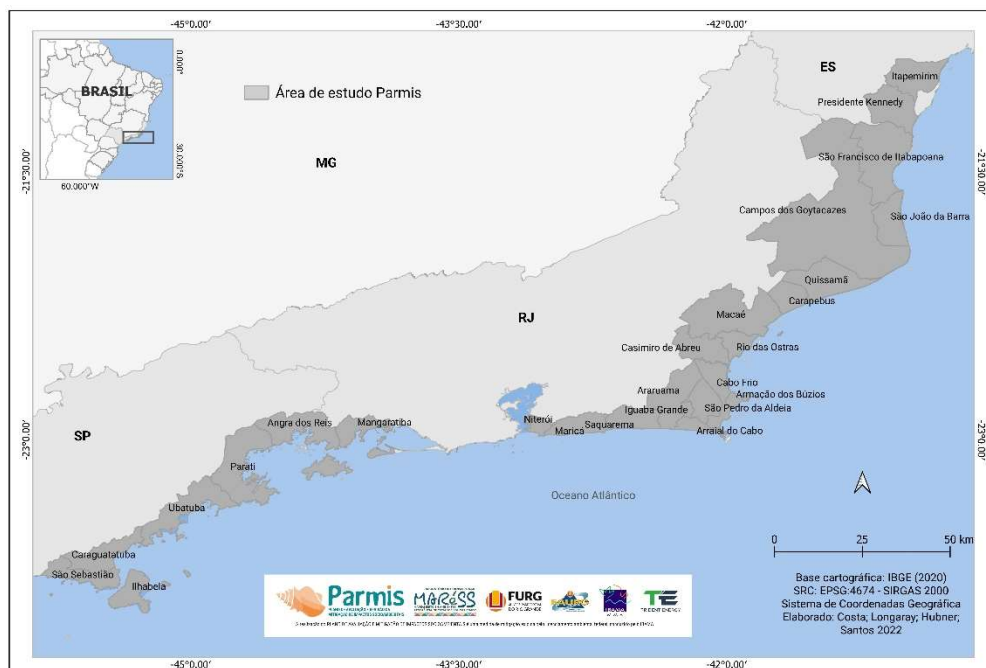 -45°0.00'
-43°30.00'
-42°0.00'
BRASIL
0.000°
30.000°S
60.000°W
Área de estudo Parmis
ES
Itapemirim
Presidente Kennedy
MG
São Francisco de Itabapoana
-21°30.00'
-21°30.00'
Campos dos Goytacazes
São João da Barra
Quissamã
Carapebus
RJ
Macaé
Casimiro de Abreu
Rio das Ostras
Araruama
Cabo Frio
Armação dos Búzios
Iguaba Grande
São Pedro da Aldeia
Niterói
Saquarema
Marica
Arraial do Cabo
Angra dos Reis
Mangaratiba
SP
-23°0.00'
-23°0.00'
Parati
Oceano Atlântico
Ubatuba
Caraguatatuba
São Sebastião
Ilhabela
0 25 50 km
Base cartográfica: IBGE (2020)
SRC: EPSG:4674 - SIRGAS 2000
Sistema de Coordenadas Geográfica
Elaborado: Costa; Longaray; Hubner;
Santos 2022
Parmis
MARéSS
FURG
IBAMA
TRIDENT ENERGY
-45°0.00'
-43°30.00'
-42°0.00'